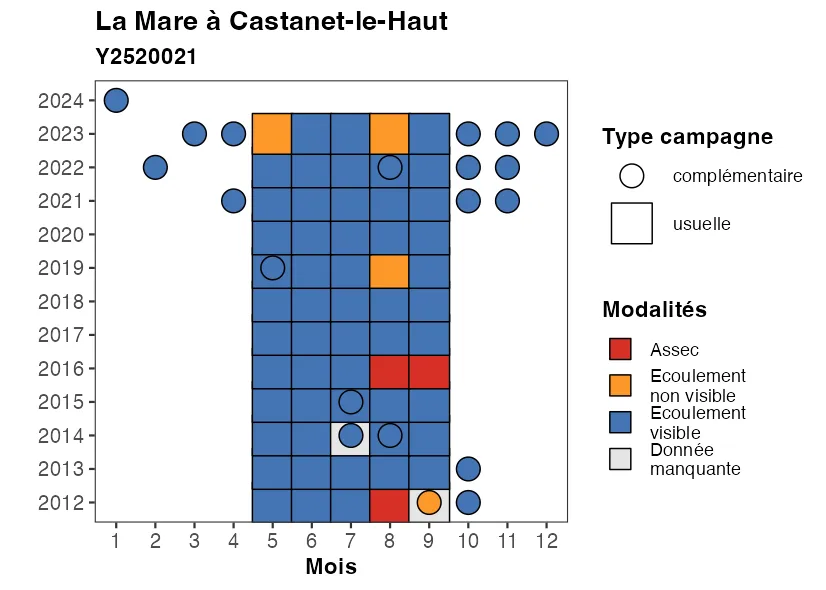 La Mare à Castanet-le-Haut
Y2520021
2024
2023
2022
2021
2020
2019
2018
2017
2016
2015
2014
2013
2012
1 2 3 4 5 6 7 8 9 10 11 12
Mois
Type campagne
complémentaire
usuelle
Modalités
Assec
Ecoulement
non visible
Ecoulement
visible
Donnée
manquante